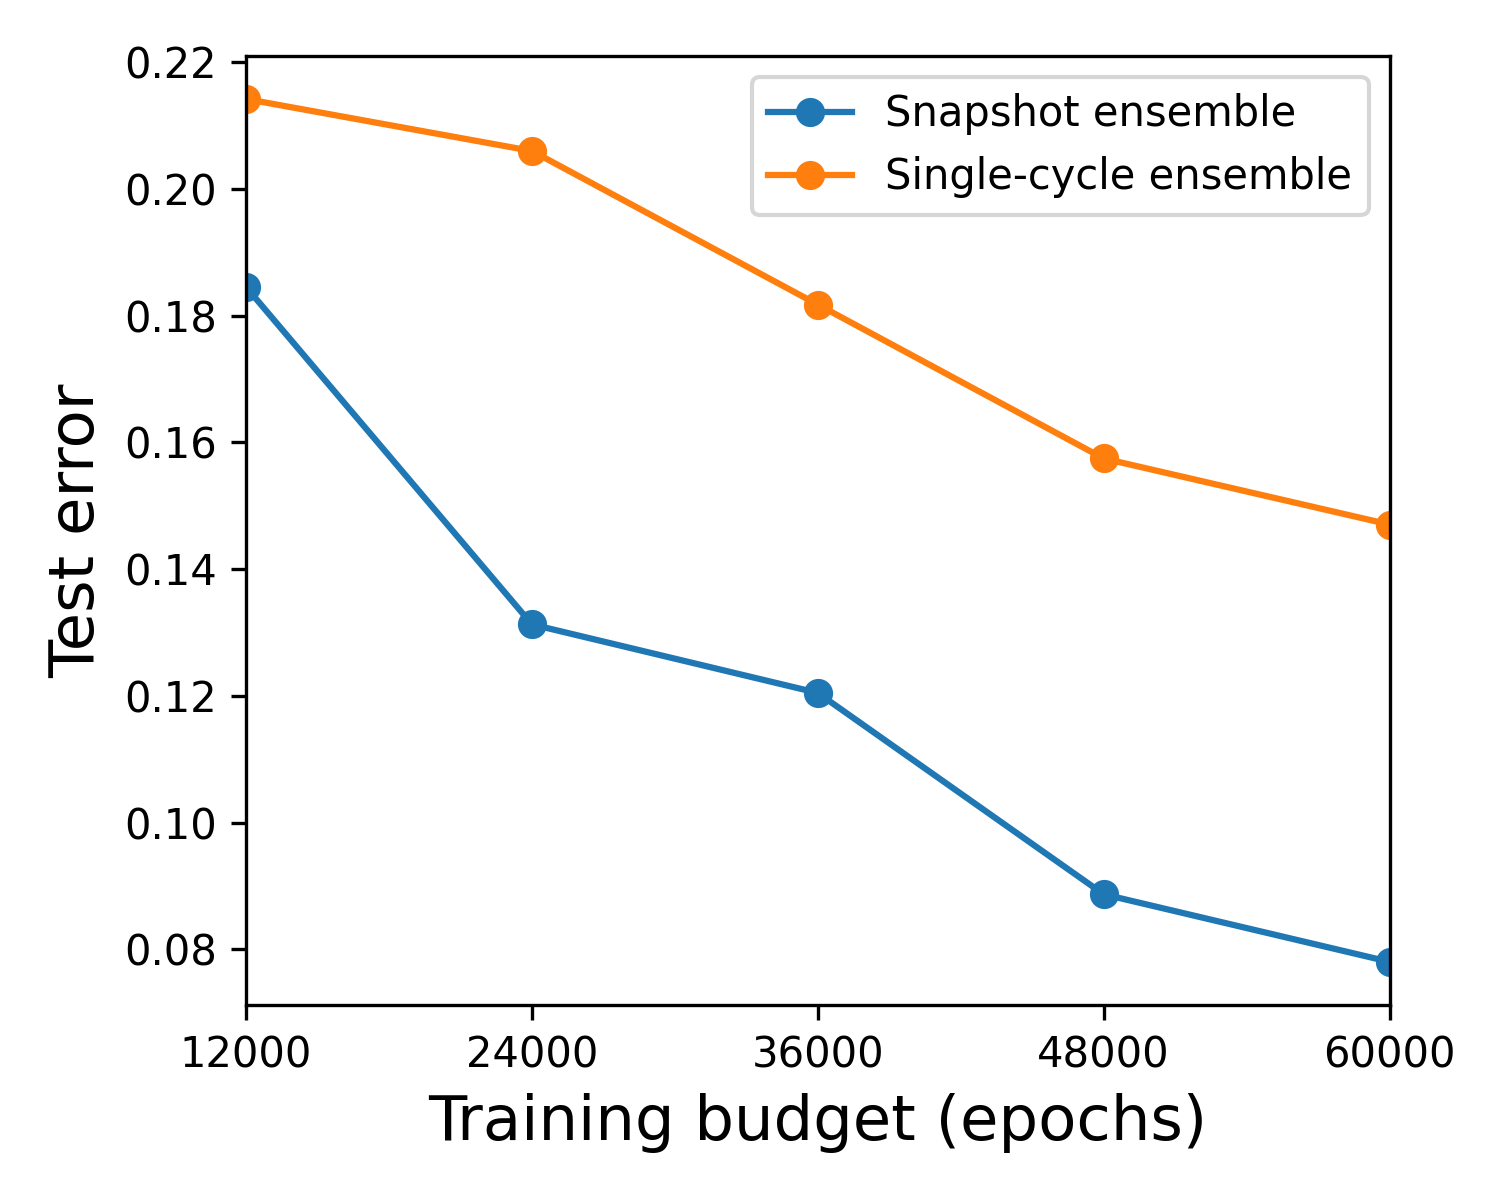 0.22
0.20
0.18
0.16
0.14
0.12
0.10
0.08
Test error
Snapshot ensemble
Single-cycle ensemble
12000 24000 36000 48000 60000
Training budget (epochs)